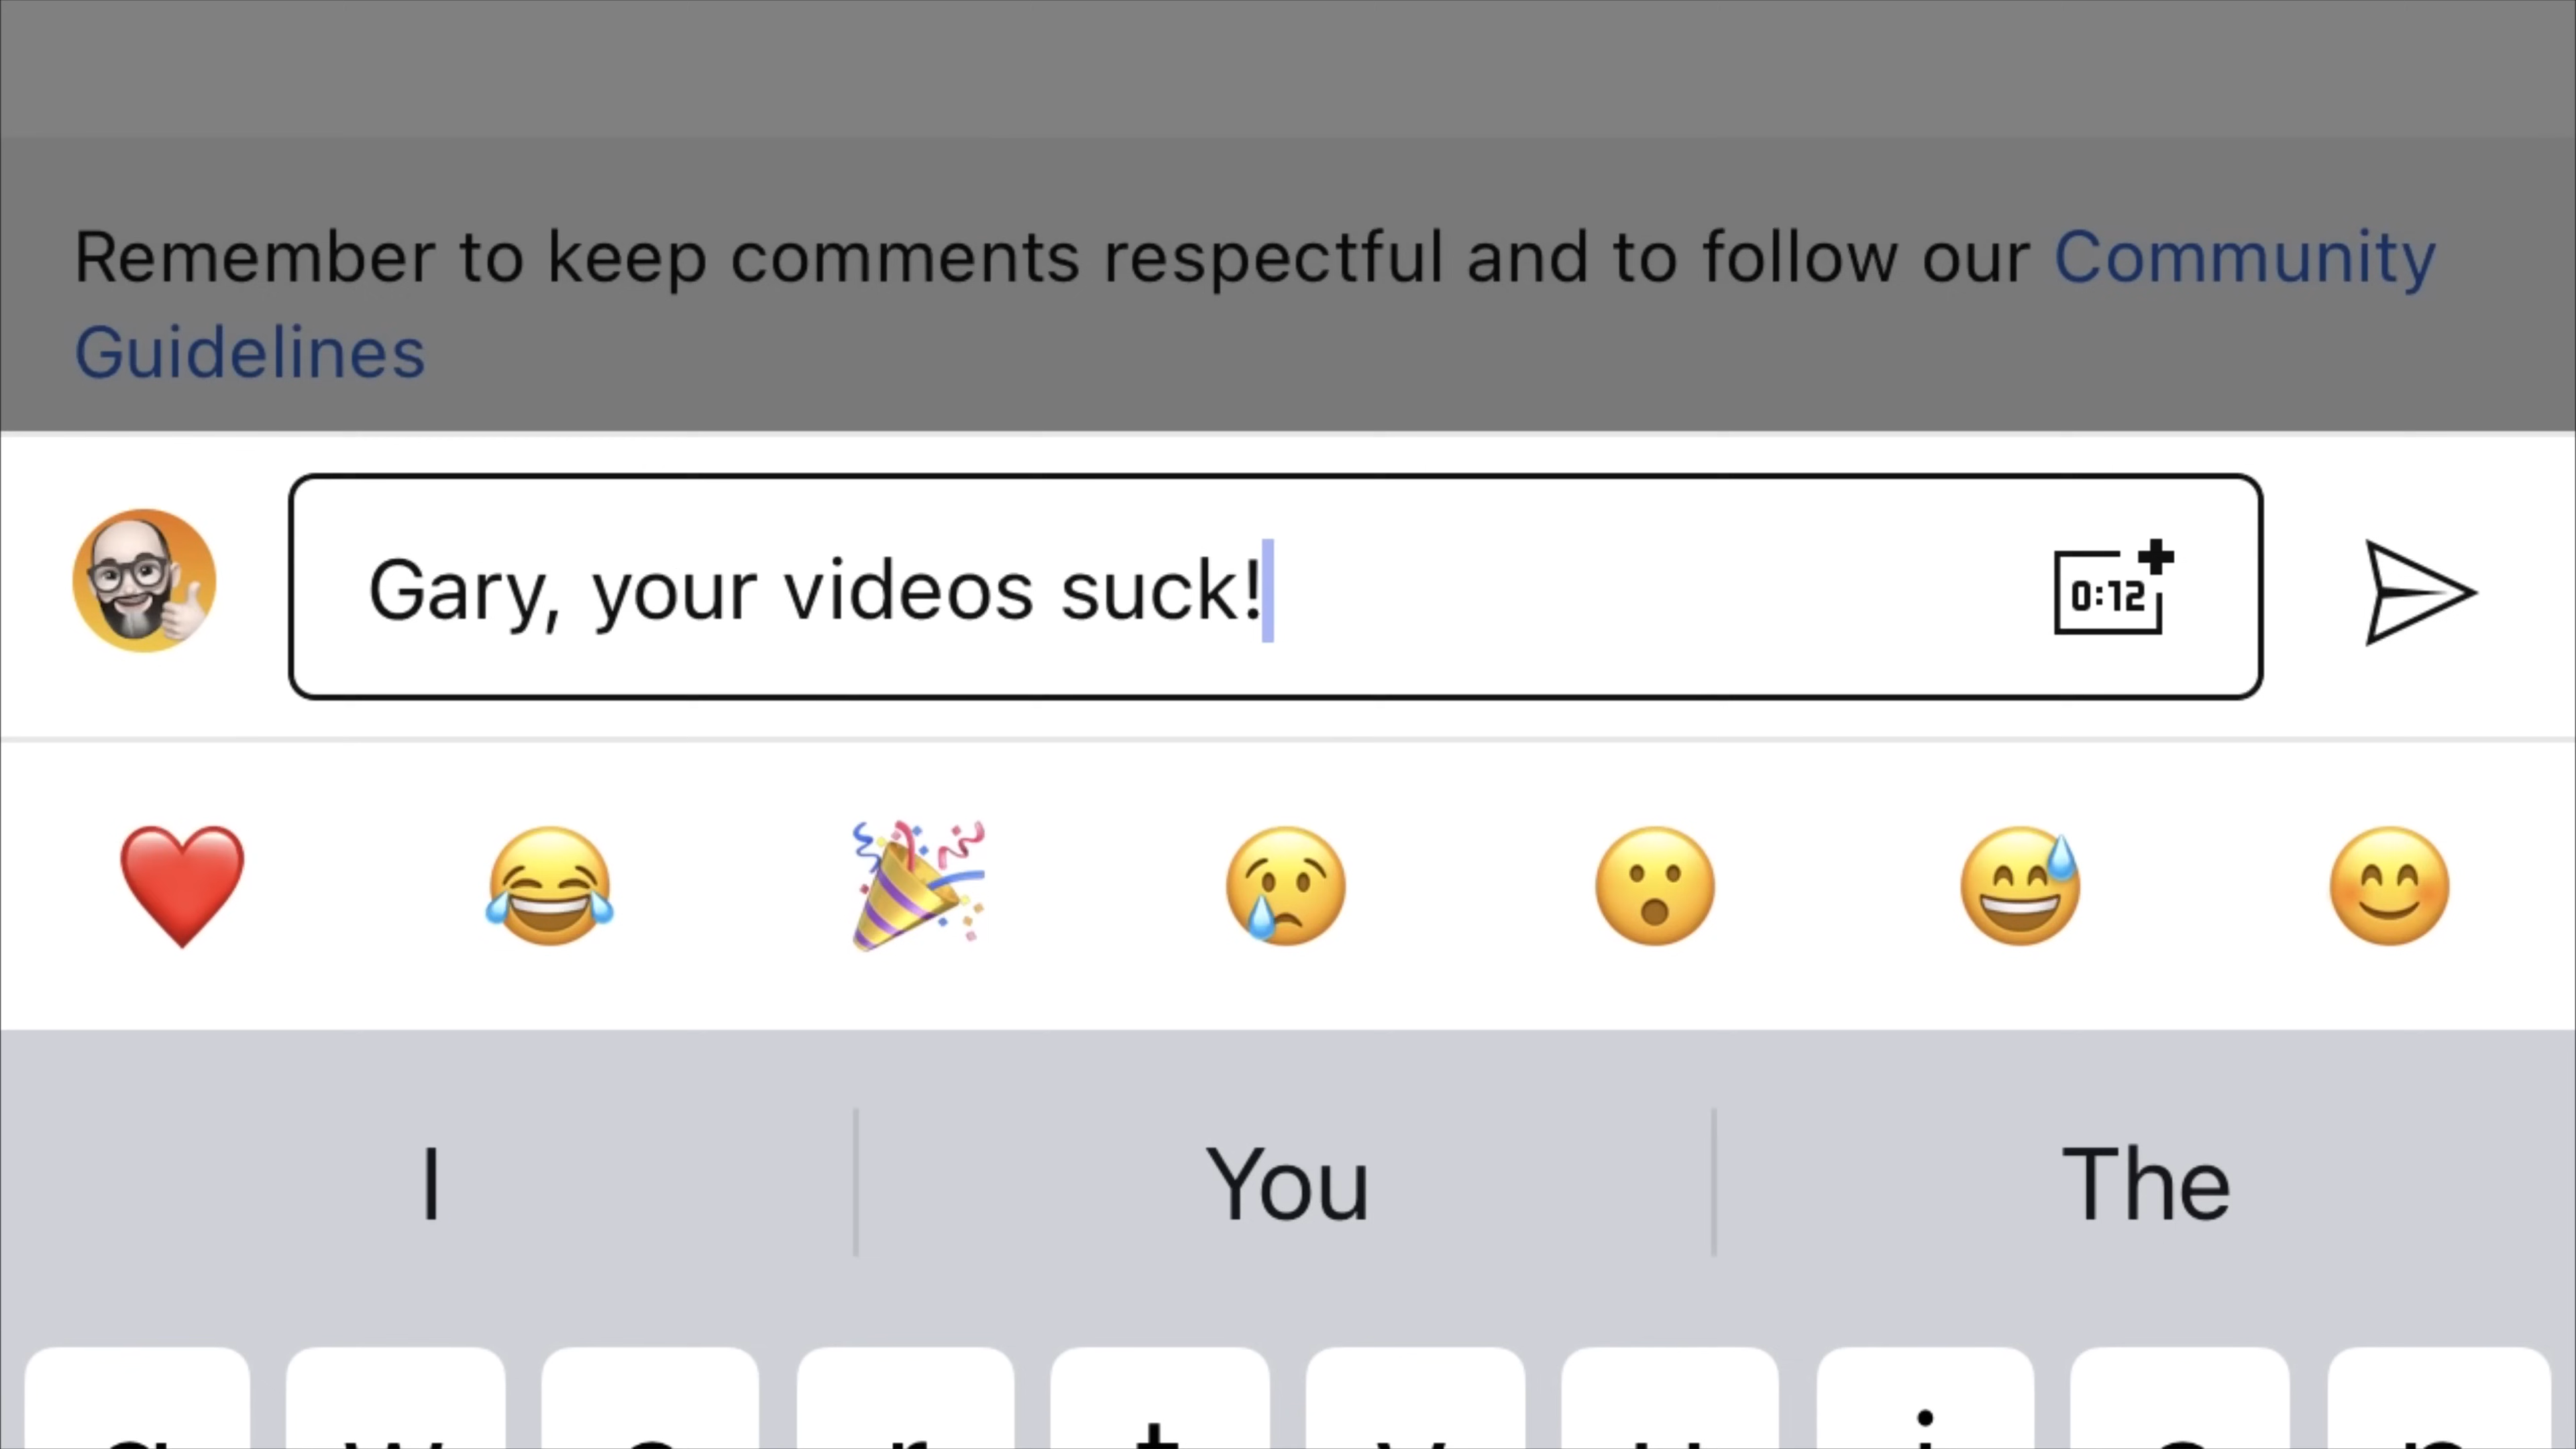 Remember to keep comments respectful and to follow our Community
Guidelines
Gary, your videos suck!
0:12
I
You
The